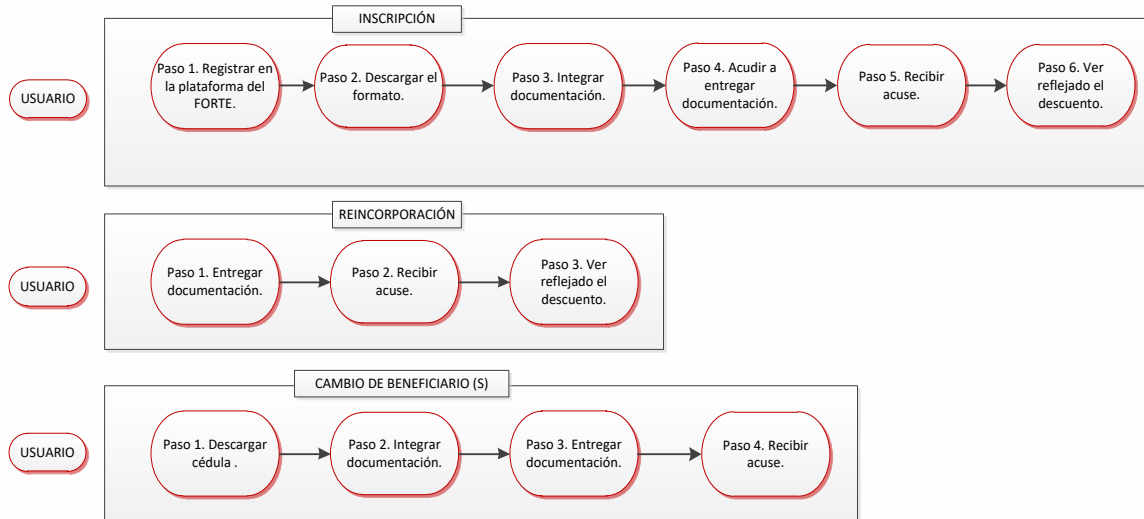 INSCRIPCIÓN
USUARIO
Paso 1. Registrar en
la plataforma del
FORTE.
Paso 2. Descargar el
formato.
Paso 3. Integrar
documentación.
Paso 4. Acudir a
entregar
documentación.
Paso 5. Recibir
acuse.
Paso 6. Ver
reflejado el
descuento.
REINCORPORACIÓN
USUARIO
Paso 1. Entregar
documentación.
Paso 2. Recibir
acuse.
Paso 3. Ver
reflejado el
descuento.
CAMBIO DE BENEFICIARIO (S)
USUARIO
Paso 1. Descargar
cédula .
Paso 2. Integrar
documentación.
Paso 3. Entregar
documentación.
Paso 4. Recibir
acuse.